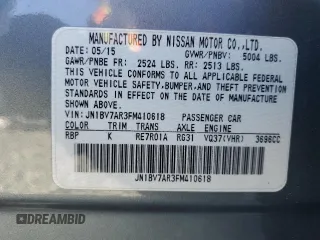 MANUFACTURED BY NISSAN MOTOR CO.,LTD.
DATE: 05/15 GVWR/PNBV: 5004 LBS.
GAWR/PNBE FR: 2524 LBS. RR: 2513 LBS.
THIS VEHICLE CONFORMS TO ALL APPLICABLE FEDERAL
MOTOR VEHICLE SAFETY, BUMPER, AND THEFT PREVENTION
STANDARDS IN EFFECT ON THE DATE OF MANUFACTURE
SHOWN ABOVE.
VIN: JN1BV7AR3FM410618 PASSENGER CAR
COLOR TRIM TRANS AXLE ENGINE
RBP K RE7R01A RG31 VQ37(VHR) 3696CC
JN1BV7AR3FM410618
AUTOBIDMASTER